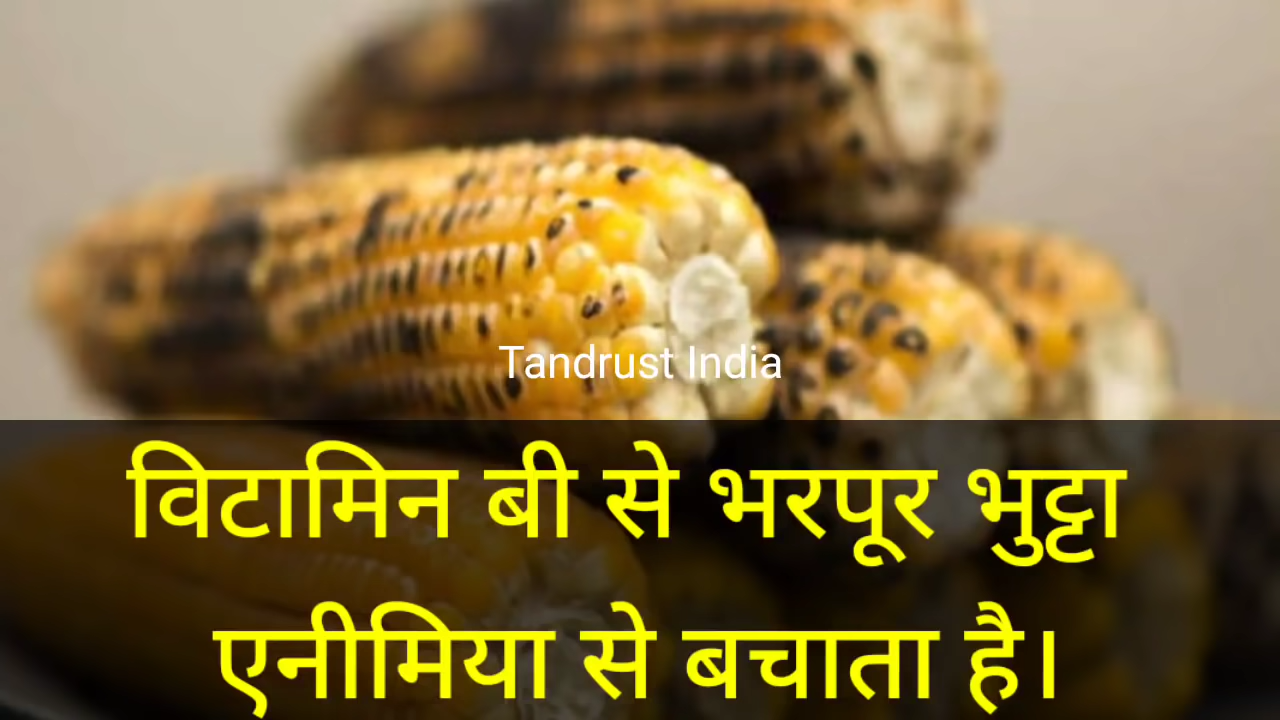 Tandrust India
विटामिन बी से भरपूर भुट्टा
एनीमिया से बचाता है।